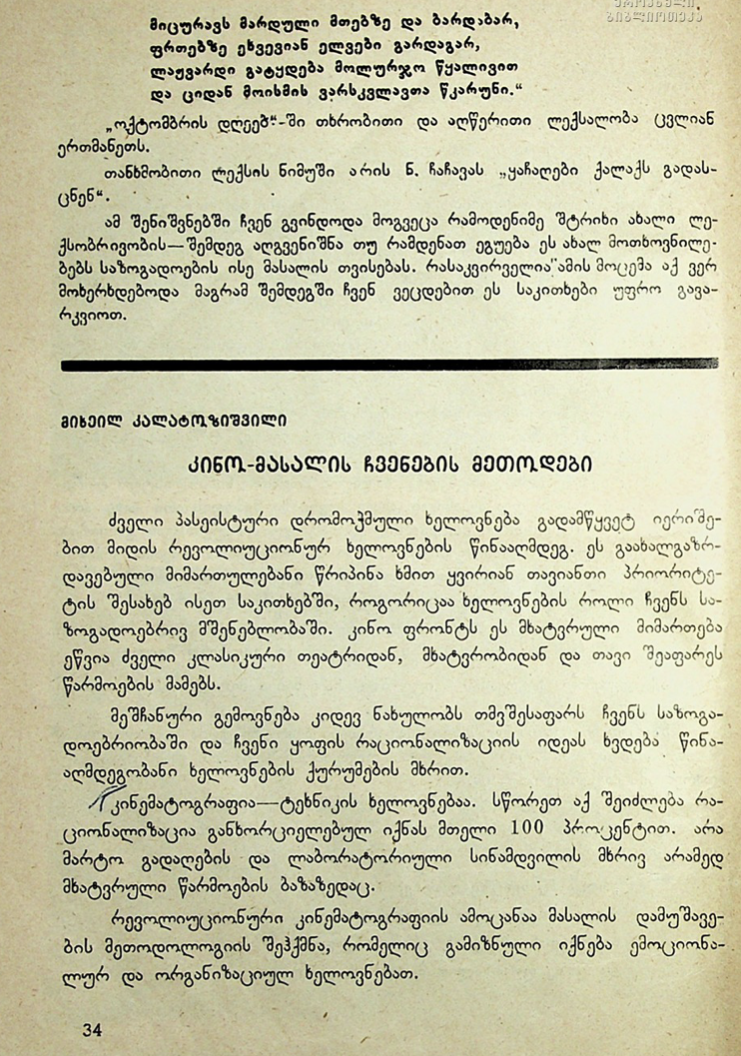 მიცურავს მარდული მთებზე და ბარდაბარ,
ფრთებზე ეხვევიან ელვები გარდაგარ,
ლაჟვარდი გატყდება მოლურჯო წყალივით
და ციდან მოისმის ვარსკვლავთა წკარუნი.“
„ოქტომბრის დღეებ“-ში თხრობითი და აღწერითი ლექსალობა ცვლიან
ერთმანეთს.
თანხმობითი ლექსის ნიმუში არის ნ. ჩაჩავას „ყაჩაღები ქალაქს გადას-
ცნენ“.
ამ შენიშვნებში ჩვენ გვინდოდა მოგვეცა რამოდენიმე შტრიხი ახალი ლე-
ქსობრივობის—შემდეგ აღგვენიშნა თუ რამდენათ ეგუება ეს ახალ მოთხოვნილე-
ბებს საზოგადოების ისე მასალის თვისებას. რასაკვირველია ამის მოცემა აქ ვერ
მოხერხდებოდა მაგრამ შემდეგში ჩვენ ვეცდებით ეს საკითხები უფრო გავა-
რკვიოთ.
მიხეილ კალატოზიშვილი
კინო-მასალის ჩვენების მეთოდები
ძველი პასეისტური დრომოჭმული ხელოვნება გადამწყვეტ იერიშე-
ბით მიდის რევოლიუციონურ ხელოვნების წინააღმდეგ. ეს გაახალგაზრ-
დავებული მიმართულებანი წრიპინა ხმით ყვირიან თავიანთი პრიორიტე-
ტის შესახებ ისეთ საკითხებში, როგორიცაა ხელოვნების როლი ჩვენს სა-
ზოგადოებრივ მშენებლობაში. კინო ფრონტს ეს მხატვრული მიმართება
ეწვია ძველი კლასიკური თეატრიდან, მხატვრობიდან და თავი შეაფარეს
წარმოების მამებს.
მეშჩანური გემოვნება კიდევ ნახულობს თმვშესაფარს ჩვენს საზოგა-
დოებრიობაში და ჩვენი ყოფის რაციონალიზაციის იდეას ხვდება წინა-
აღმდეგობანი ხელოვნების ქურუმების მხრით.
კინემატოგრაფია—ტეხნიკის ხელოვნებაა. სწორეთ აქ შეიძლება რა-
ციონალიზაცია განხორციელებულ იქნას მთელი 100 პროცენტით. არა
მარტო გადაღების და ლაბორატორიული სინამდვილის მხრივ არამედ
მხატვრული წარმოების ბაზაზედაც.
რევოლიუციონური კინემატოგრაფიის ამოცანაა მასალის დამუშავე-
ბის მეთოდოლოგიის შეჰქმნა, რომელიც გამიზნული იქნება ემოციონა-
ლურ და ორგანიზაციულ ხელოვნებათ.
34